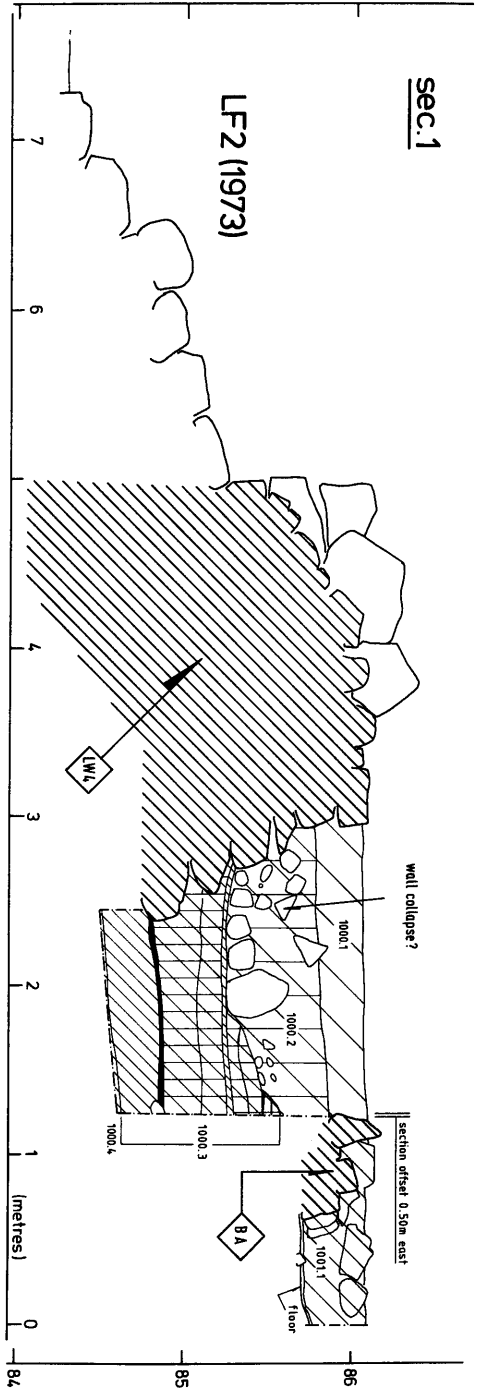 sec.1
LF2 (1973)
wall collapse?
1000.1
1000.2
1000.3
1000.4
section offset 0.50m east
1001.1
floor
LW4
BA
7
6
4
3
2
1
0
(metres)
84
85
86